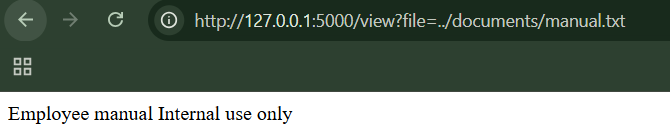 http://127.0.0.1:5000/view?file=../documents/manual.txt
Employee manual Internal use only